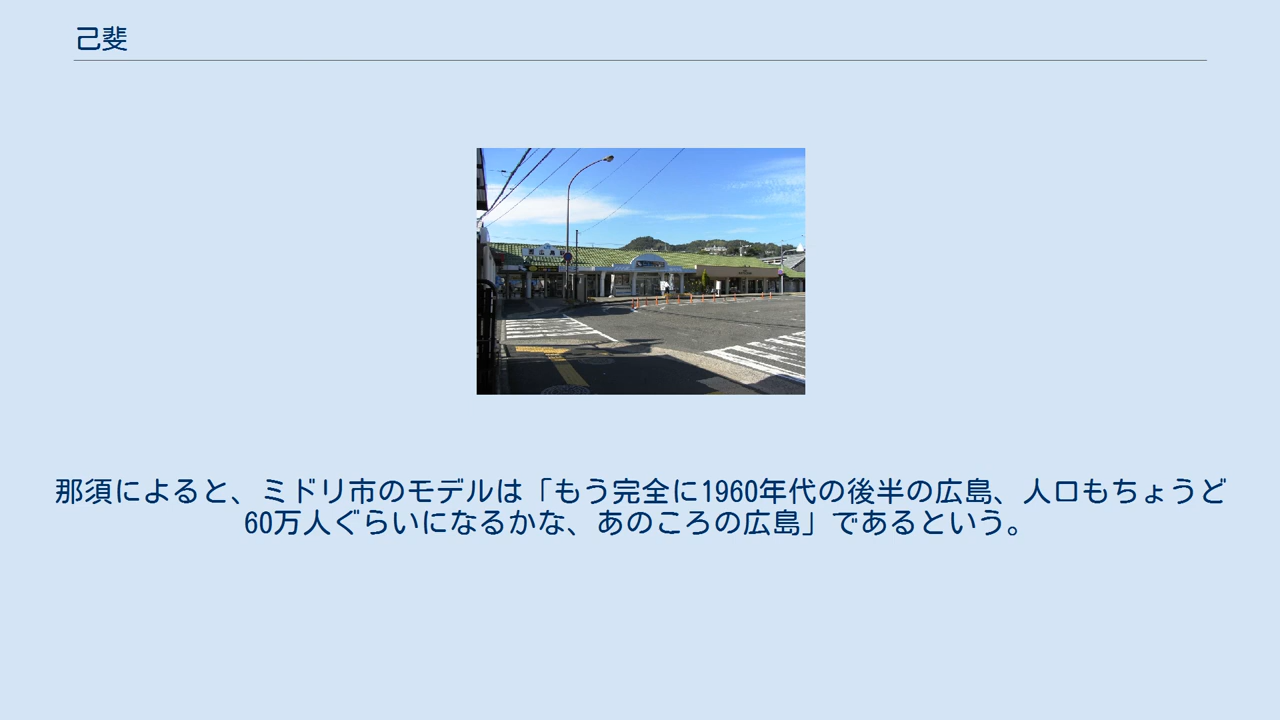 己斐
那須によると、ミドリ市のモデルは「もう完全に1960年代の後半の広島、人口もちょうど
60万人ぐらいになるかな、あのころの広島」であるという。